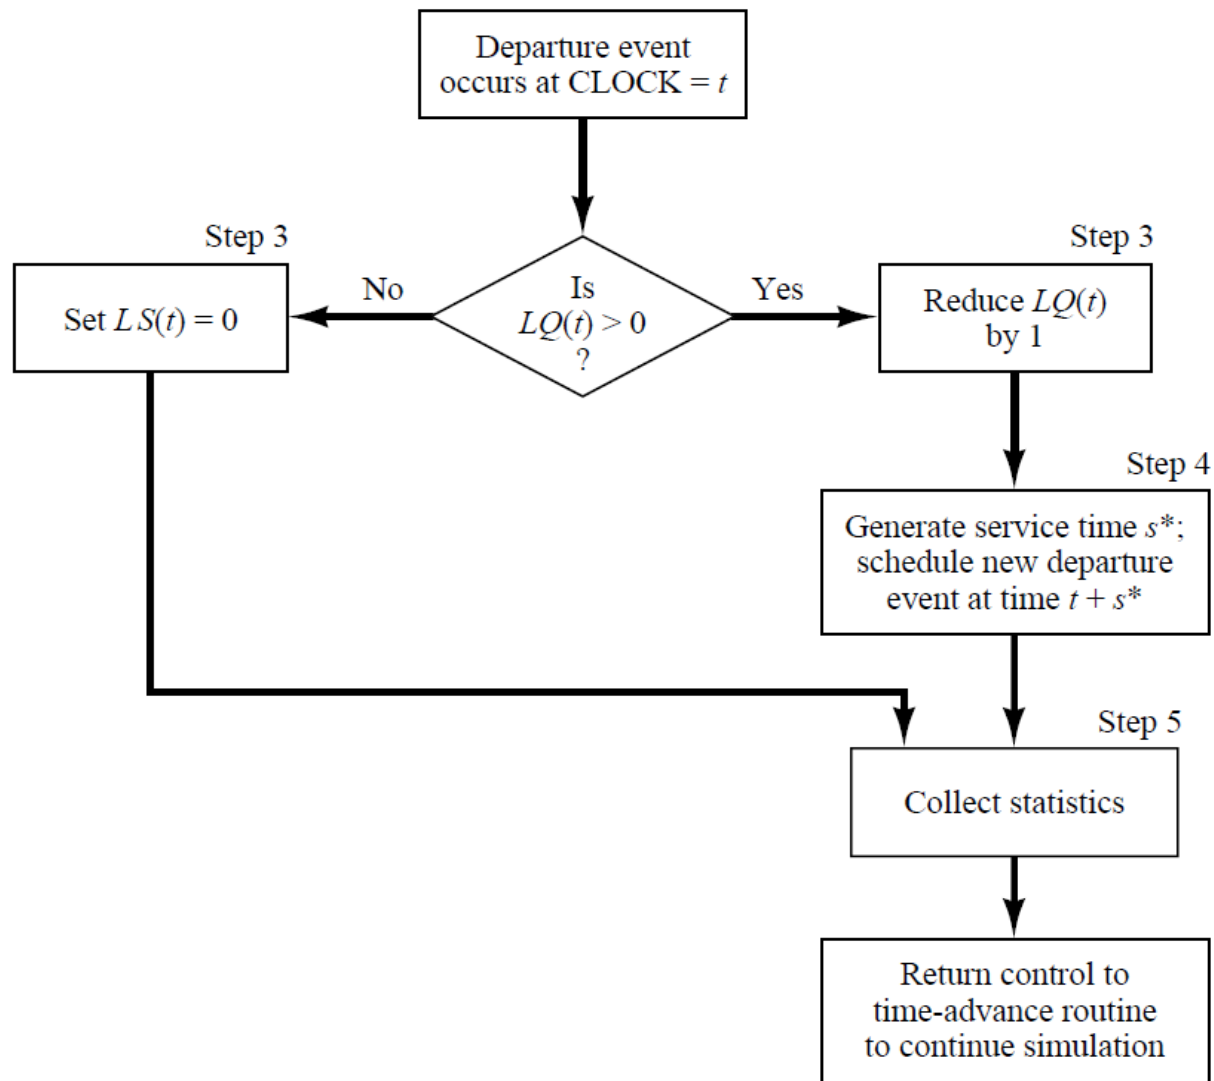 Departure event
occurs at CLOCK = t
Step 3
Step 3
Set LS(t) = 0
No
Is
LQ(t) > 0
?
Yes
Reduce LQ(t)
by 1
Step 4
Generate service time s*;
schedule new departure
event at time t + s*
Step 5
Collect statistics
Return control to
time-advance routine
to continue simulation